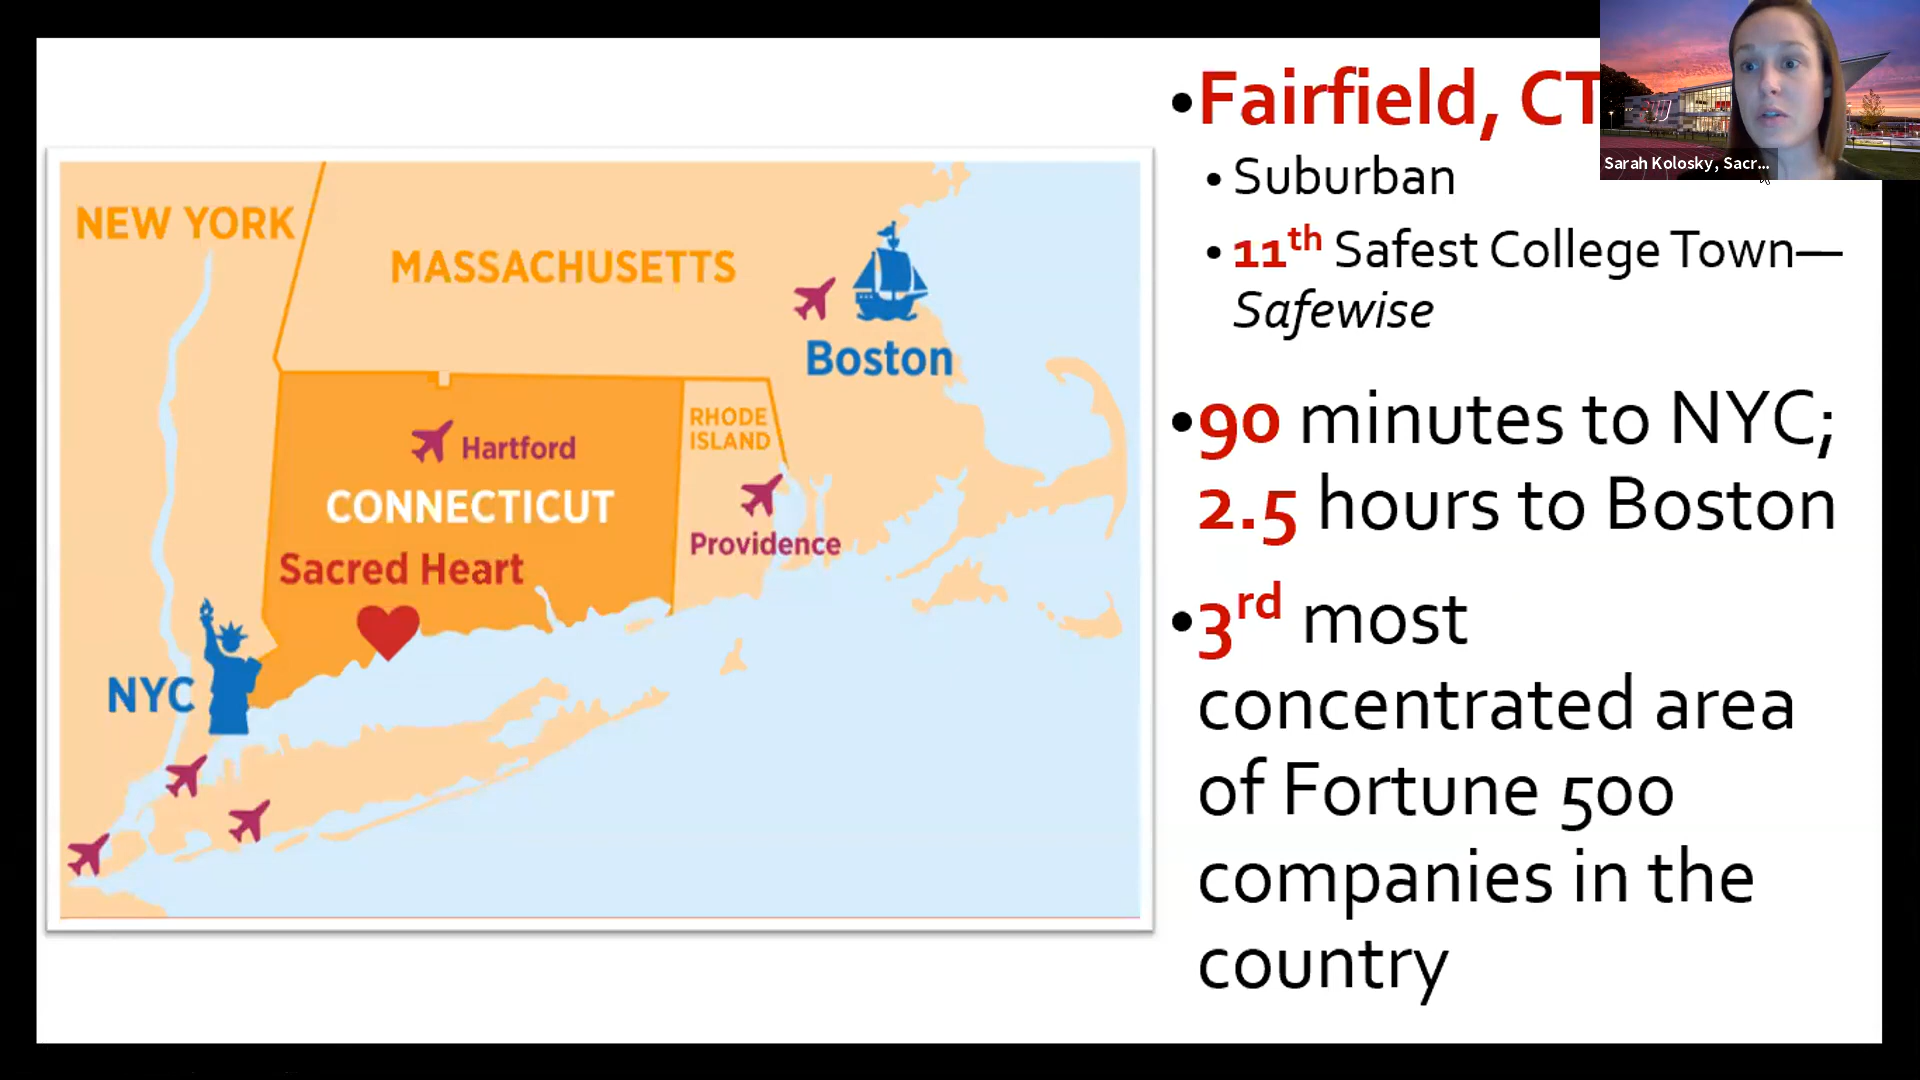 NEW YORK
MASSACHUSETTS
Boston
RHODE
ISLAND
Hartford
CONNECTICUT
Sacred Heart
Providence
NYC
•Fairfield, CT
• Suburban
• 11th Safest College Town—
Safewise
•90 minutes to NYC;
2.5 hours to Boston
•3rd most
concentrated area
of Fortune 500
companies in the
country
Sarah Kolosky, Sacr...